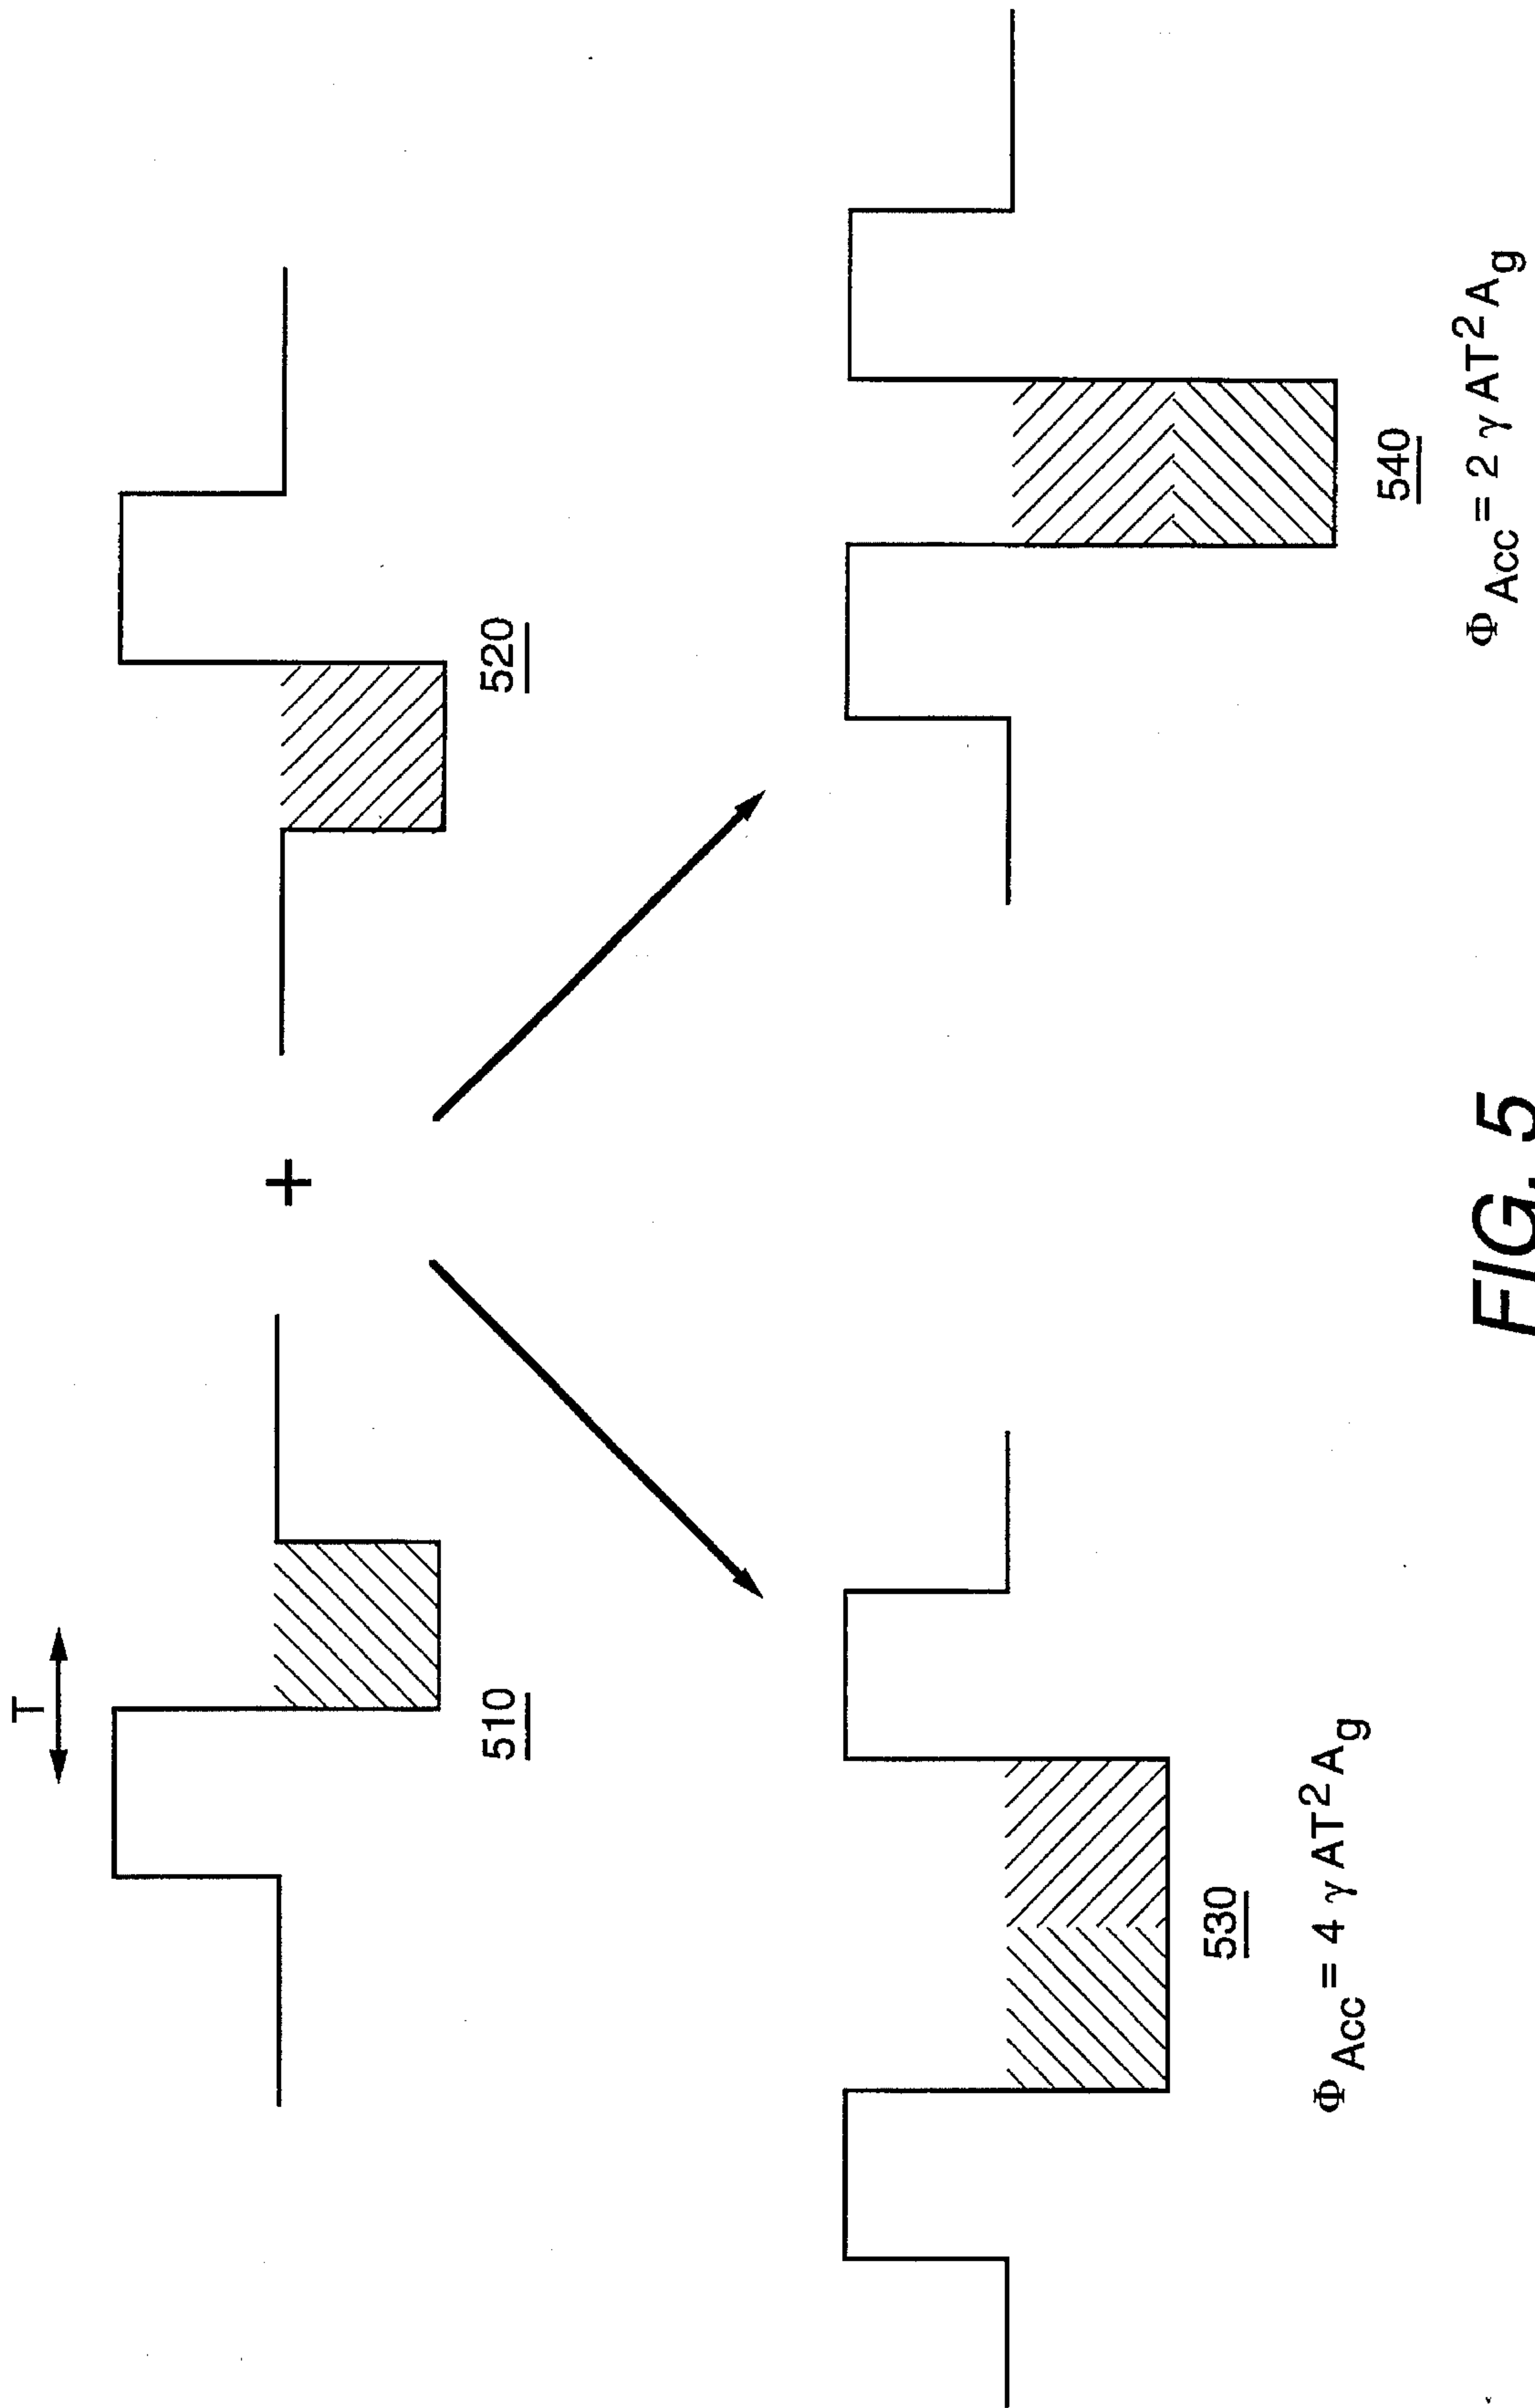 T
+
510
520
530
540
Φ Acc = 4 γ AT² Ag
Φ Acc = 2 γ AT² Ag
FIG. 5